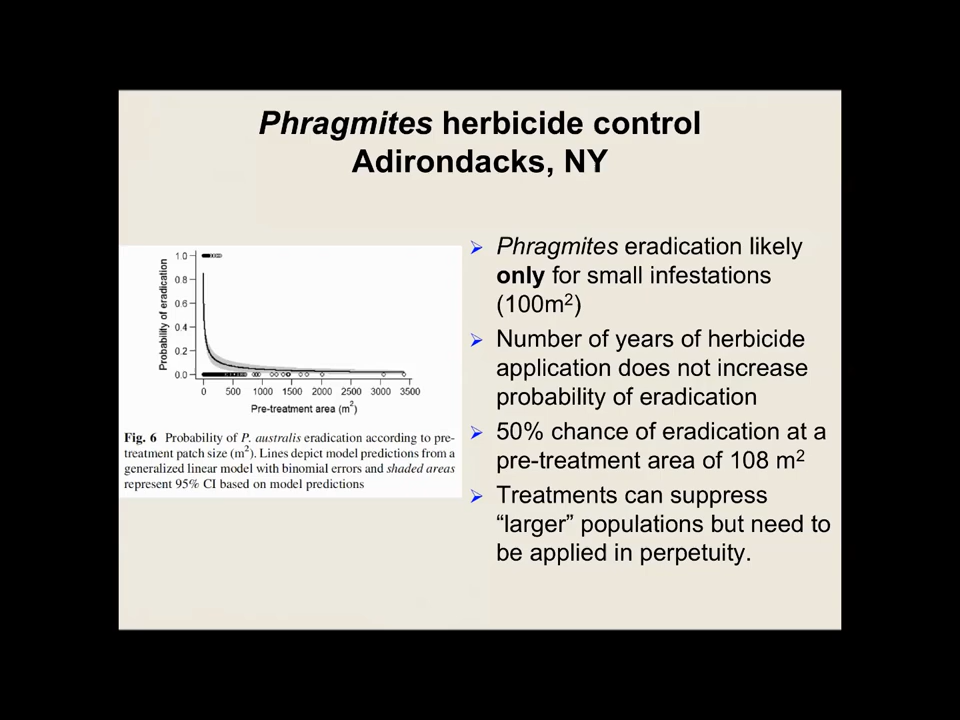 Phragmites herbicide control
Adirondacks, NY
Probability of eradication
1.0
0.8
0.6
0.4
0.2
0.0
0 500 1000 1500 2000 2500 3000 3500
Pre-treatment area (m²)
Fig. 6 Probability of P. australis eradication according to pre-
treatment patch size (m²). Lines depict model predictions from a
generalized linear model with binomial errors and shaded areas
represent 95% CI based on model predictions
Phragmites eradication likely
only for small infestations
(100m²)
Number of years of herbicide
application does not increase
probability of eradication
50% chance of eradication at a
pre-treatment area of 108 m²
Treatments can suppress
“larger” populations but need to
be applied in perpetuity.